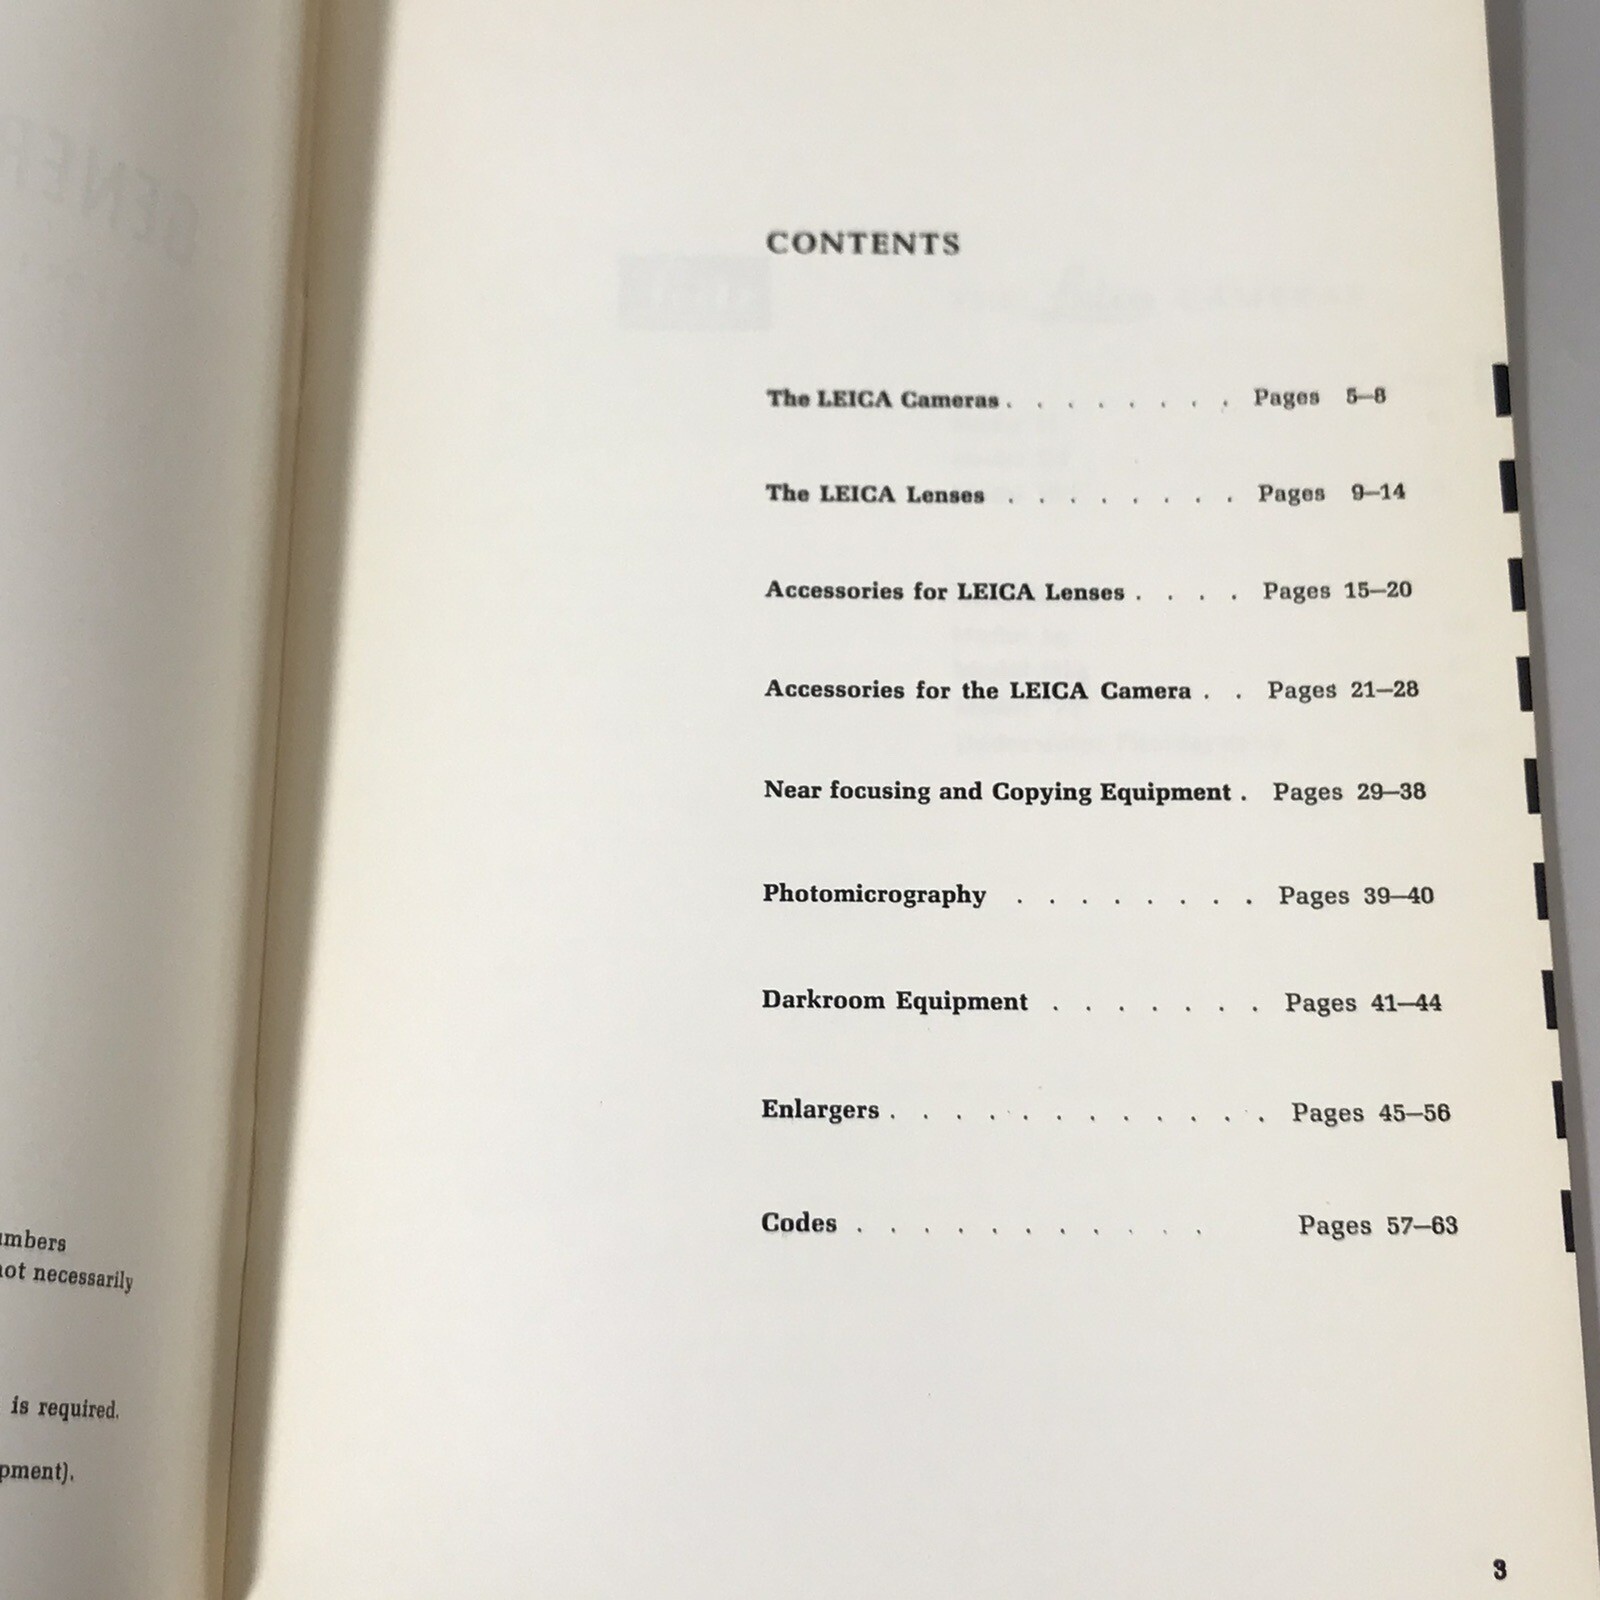 umbers
not necessarily
is required.
pment).
CONTENTS
The LEICA Cameras . . . . . . . . Pages 5—8
The LEICA Lenses . . . . . . . . Pages 9—14
Accessories for LEICA Lenses . . . . Pages 15—20
Accessories for the LEICA Camera . . Pages 21—28
Near focusing and Copying Equipment . Pages 29—38
Photomicrography . . . . . . . . Pages 39—40
Darkroom Equipment . . . . . . . Pages 41—44
Enlargers . . . . . . . . . . . . Pages 45—56
Codes . . . . . . . . . . . Pages 57—63
3